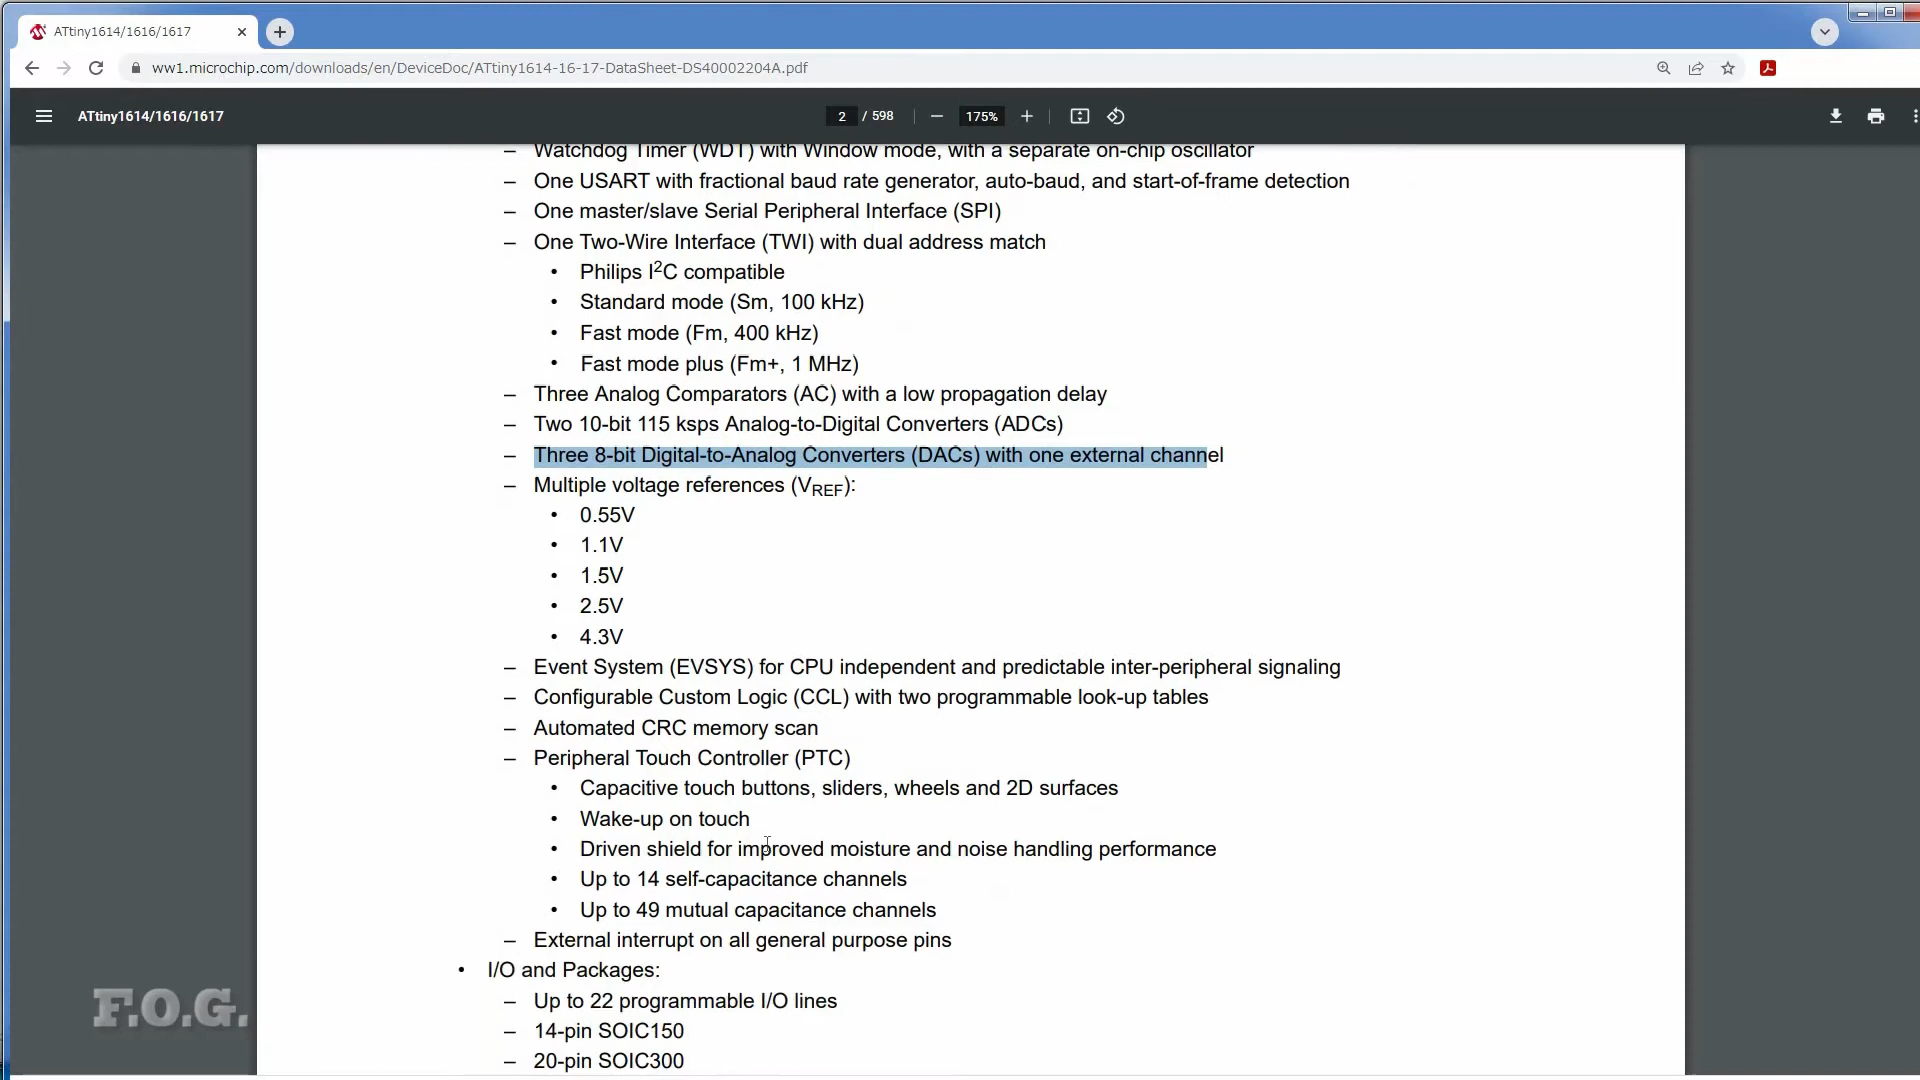 ATtiny1614/1616/1617
ww1.microchip.com/downloads/en/DeviceDoc/ATtiny1614-16-17-DataSheet-DS40002204A.pdf
ATtiny1614/1616/1617
2 / 598
175%
– Watchdog Timer (WDT) with Window mode, with a separate on-chip oscillator
– One USART with fractional baud rate generator, auto-baud, and start-of-frame detection
– One master/slave Serial Peripheral Interface (SPI)
– One Two-Wire Interface (TWI) with dual address match
• Philips I2C compatible
• Standard mode (Sm, 100 kHz)
• Fast mode (Fm, 400 kHz)
• Fast mode plus (Fm+, 1 MHz)
– Three Analog Comparators (AC) with a low propagation delay
– Two 10-bit 115 ksps Analog-to-Digital Converters (ADCs)
– Three 8-bit Digital-to-Analog Converters (DACs) with one external channel
– Multiple voltage references (VREF):
• 0.55V
• 1.1V
• 1.5V
• 2.5V
• 4.3V
– Event System (EVSYS) for CPU independent and predictable inter-peripheral signaling
– Configurable Custom Logic (CCL) with two programmable look-up tables
– Automated CRC memory scan
– Peripheral Touch Controller (PTC)
• Capacitive touch buttons, sliders, wheels and 2D surfaces
• Wake-up on touch
• Driven shield for improved moisture and noise handling performance
• Up to 14 self-capacitance channels
• Up to 49 mutual capacitance channels
– External interrupt on all general purpose pins
• I/O and Packages:
– Up to 22 programmable I/O lines
– 14-pin SOIC150
– 20-pin SOIC300
F.O.G.